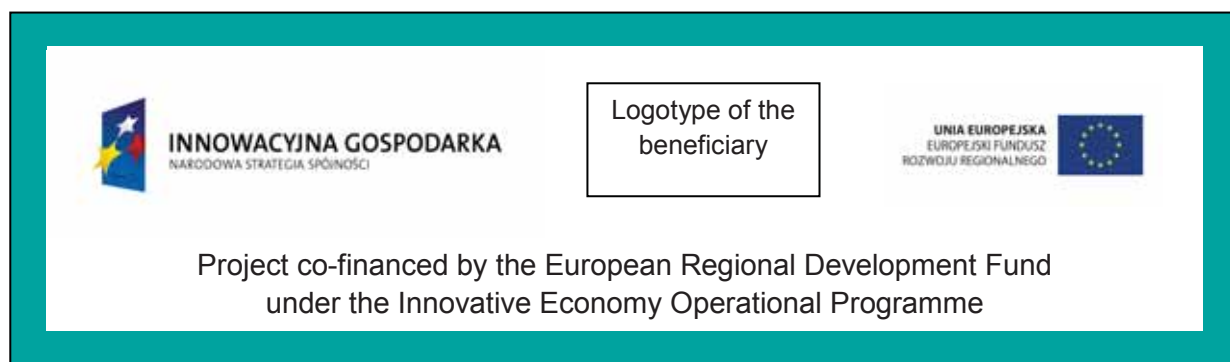 INNOWACYJNA GOSPODARKA
NARODOWA STRATEGIA SPÓJNOŚCI
Logotype of the
beneficiary
UNIA EUROPEJSKA
EUROPEJSKI FUNDUSZ
ROZWOJU REGIONALNEGO
Project co-financed by the European Regional Development Fund
under the Innovative Economy Operational Programme